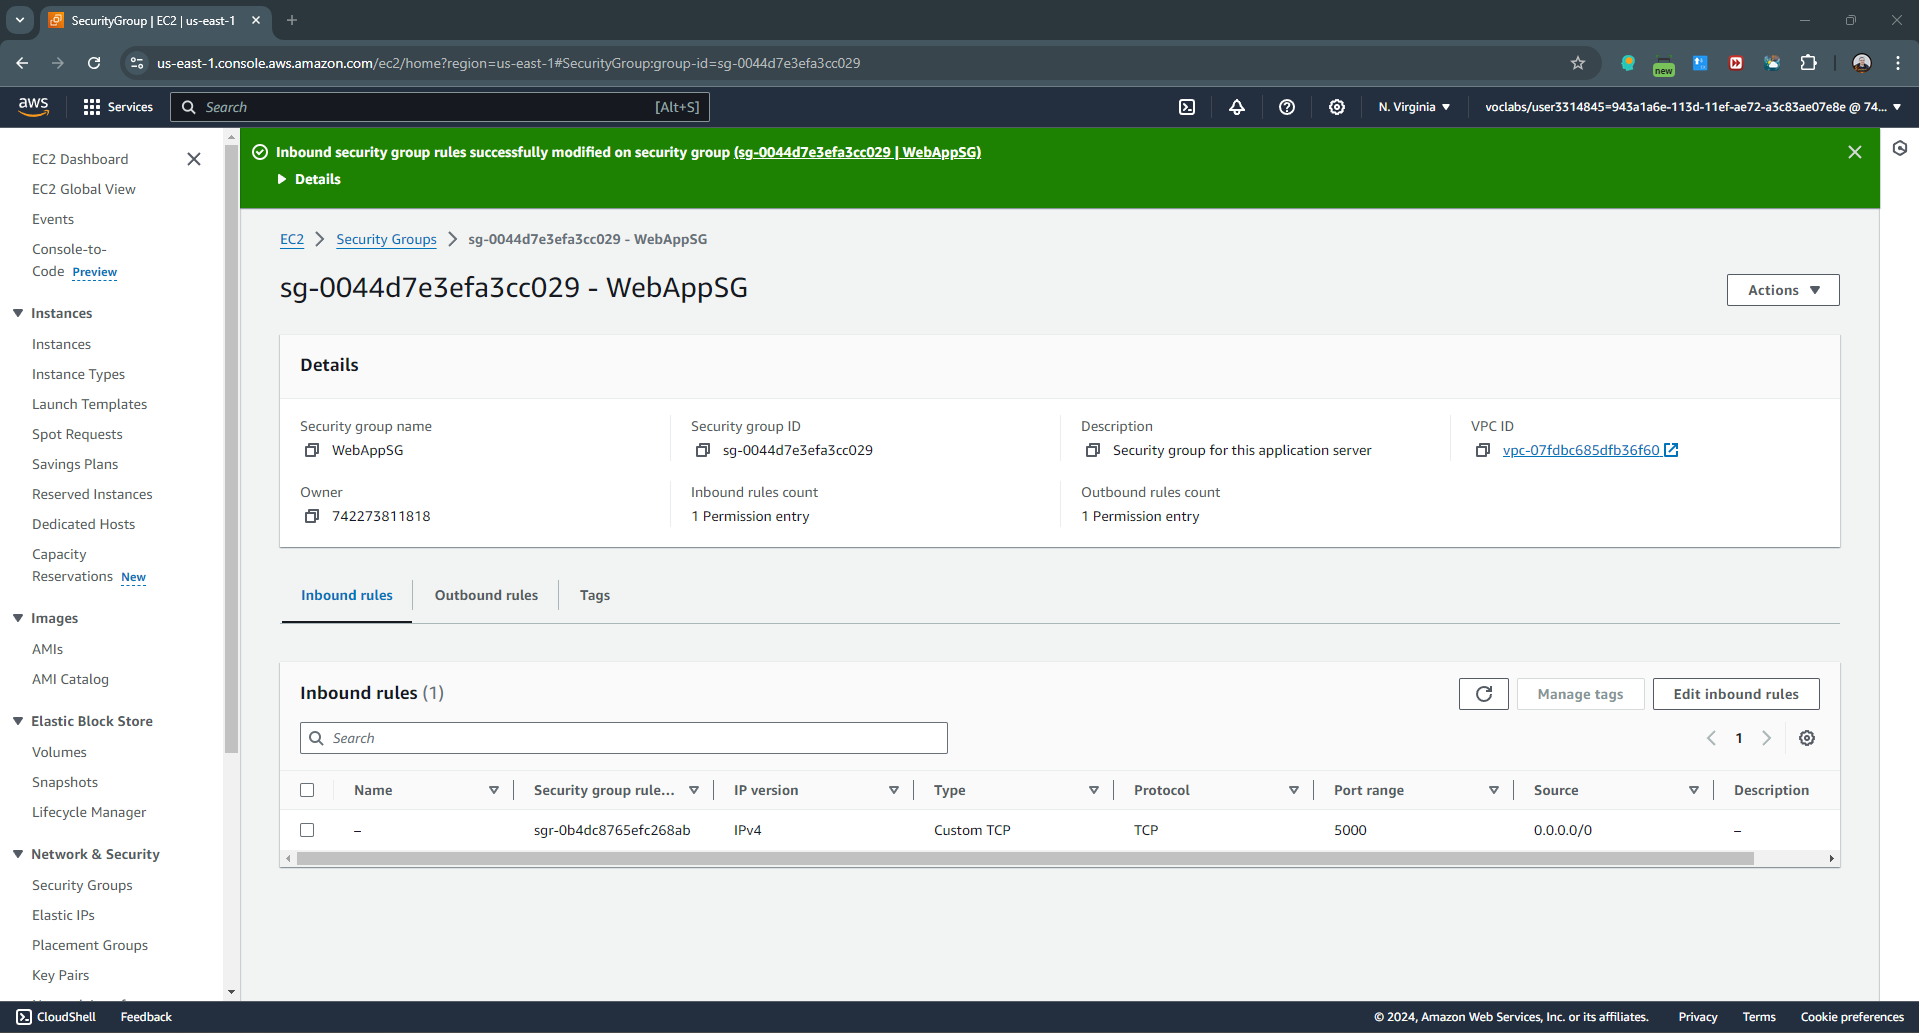 SecurityGroup | EC2 | us-east-1
us-east-1.console.aws.amazon.com/ec2/home?region=us-east-1#SecurityGroup:group-id=sg-0044d7e3efa3cc029
new
aws
Services
Search
[Alt+S]
N. Virginia
voclabs/user3314845=943a1a6e-113d-11ef-ae72-a3c83ae07e8e @ 74...
EC2 Dashboard
EC2 Global View
Events
Console-to-
Code Preview
Instances
Instances
Instance Types
Launch Templates
Spot Requests
Savings Plans
Reserved Instances
Dedicated Hosts
Capacity
Reservations New
Images
AMIs
AMI Catalog
Elastic Block Store
Volumes
Snapshots
Lifecycle Manager
Network & Security
Security Groups
Elastic IPs
Placement Groups
Key Pairs
Inbound security group rules successfully modified on security group (sg-0044d7e3efa3cc029 | WebAppSG)
Details
EC2 > Security Groups > sg-0044d7e3efa3cc029 - WebAppSG
sg-0044d7e3efa3cc029 - WebAppSG
Actions
Details
Security group name
WebAppSG
Security group ID
sg-0044d7e3efa3cc029
Description
Security group for this application server
VPC ID
vpc-07fdbc685dfb36f60
Owner
742273811818
Inbound rules count
1 Permission entry
Outbound rules count
1 Permission entry
Inbound rules
Outbound rules
Tags
Inbound rules (1)
Manage tags
Edit inbound rules
Search
1
Name
Security group rule...
IP version
Type
Protocol
Port range
Source
Description
–
sgr-0b4dc8765efc268ab
IPv4
Custom TCP
TCP
5000
0.0.0.0/0
–
CloudShell
Feedback
© 2024, Amazon Web Services, Inc. or its affiliates.
Privacy
Terms
Cookie preferences